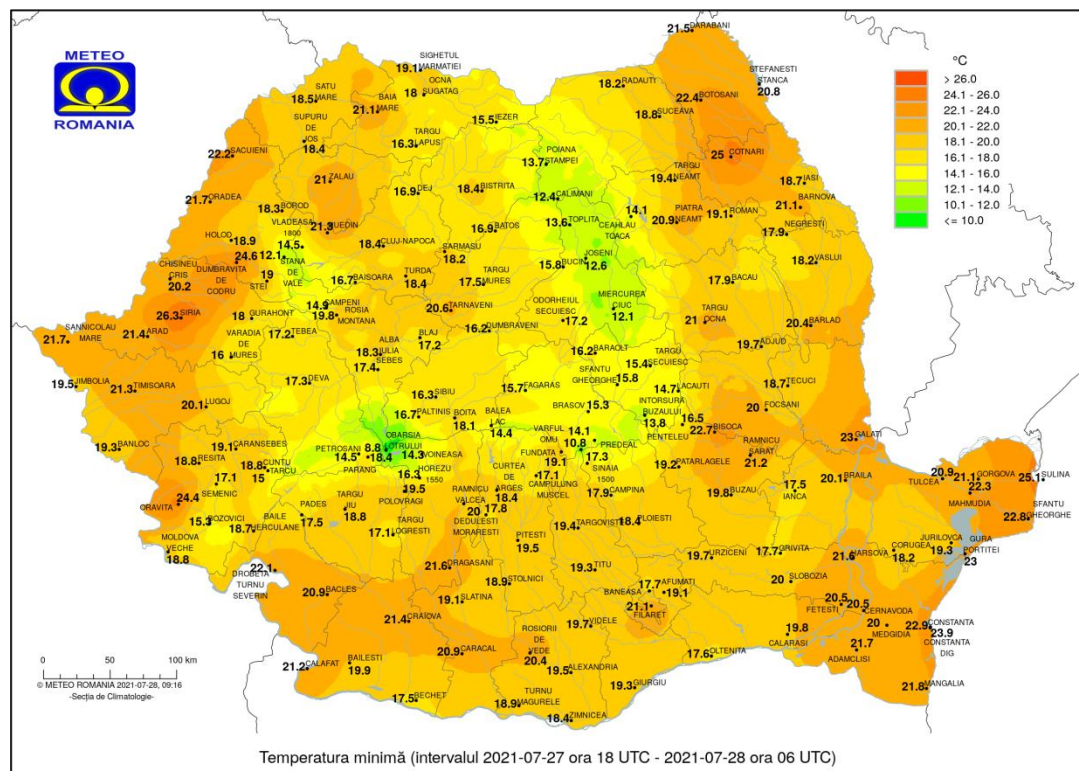 METEO
ROMANIA
°C
> 26.0
24.1 - 26.0
22.1 - 24.0
20.1 - 22.0
18.1 - 20.0
16.1 - 18.0
14.1 - 16.0
12.1 - 14.0
10.1 - 12.0
<= 10.0
21.5 DARABANI
SIGHETUL
19.1 MARMATIEI
OCNA
18 SUGATAG
18.2 RADAUTI
STEFANESTI
STANCA
20.8
SATU
18.5 MARE
BAIA
21.1 MARE
22.4 BOTOSANI
18.8 SUCEAVA
15.5 IEZER
SUPURU
DE
JOS
18.4
TARGU
16.3 LAPUS
POIANA
13.7 STAMPEI
25 COTNARI
22.2 SACUIENI
21 ZALAU
16.9 DEJ
18.4 BISTRITA
12.4 CALIMANI
TARGU
19.4 NEAMT
18.7 IASI
21.7 ORADEA
18.3 BOROD
21.3 HUEDIN
VLADEASA
1800
14.5
13.6 TOPLITA
14.1
CEAHLAU
TOACA
PIATRA
20.9 NEAMT
19.1 ROMAN
21.1 BARNOVA
NEGRESTI
17.9
HOLOD
18.9
18.4 CLUJ-NAPOCA
16.9 BATOS
SARMASU
18.2
24.6
DUMBRAVITA
DE
CODRU
12.1
STANA
DE
VALE
19
STEI
CHISINEU
CRIS
20.2
16.7 BAISOARA
TURDA
18.4
TARGU
17.5 MURES
15.8 BUCIN
JOSENI
12.6
17.9 BACAU
18.2 VASLUI
26.3 SIRIA
18 GURAHONT
14.9 CAMPENI
19.8 ROSIA
MONTANA
20.6 TARNAVENI
ODORHEIUL
SECUIESC
17.2
MIERCUREA
CIUC
12.1
TARGU
21 OCNA
20.4 BARLAD
SANNICOLAU
21.7 MARE
21.4 ARAD
VARADIA
DE
16 MURES
17.2 TEBEA
BLAJ
17.2
16.2 DUMBRAVENI
19.7 ADJUD
ALBA
18.3 IULIA
SEBES
17.4
16.2 BARAOLT
TARGU
15.4 SECUIESC
SFANTU
GHEORGHE
15.8
19.5 JIMBOLIA
21.3 TIMISOARA
17.3 DEVA
16.3 SIBIU
15.7 FAGARAS
14.7 LACAUTI
18.7 TECUCI
20.1 LUGOJ
16.7 PALTINIS
BOITA
18.1
BALEA
LAC
14.4
BRASOV 15.3
INTORSURA
BUZAULUI
13.8
16.5
PENTELEU
20 FOCSANI
22.7 BISOCA
19.3 BANLOC
19.1 CARANSEBES
8.8 OBARSIA
LOTRULUI
PETROSANI
14.5
18.4
PARANG
14.3 VOINEASA
VARFUL
OMU
14.1
10.8 PREDEAL
FUNDATA
19.1
17.3
SINAIA
1500
RAMNICU
SARAT
21.2
23 GALATI
18.8 RESITA
18.8 CUNTU
15 TARCU
17.1
SEMENIC
16.3 HOREZU
1550
19.5
POLOVRAGI
CURTEA
DE
ARGES
18.4
17.1
CAMPULUNG
MUSCEL
17.9 CAMPINA
19.2 PATARLAGELE
19.8 BUZAU
17.5
IANCA
20.1 BRAILA
20.9
TULCEA
21.1 GORGOVA
22.3
MAHMUDIA
25.1 SULINA
SFANTU
22.8 GHEORGHE
24.4
ORAVITA
15.3 BOZOVICI
BAILE
18.7 HERCULANE
PADES
17.5
TARGU
JIU
18.8
RAMNICU
VALCEA
20
17.8
DEDULESTI
MORARESTI
TARGU
17.1 LOGRESTI
19.4 TARGOVISTE
18.4 PLOIESTI
MOLDOVA
VECHE
18.8
22.1
DROBETA
TURNU
SEVERIN
PITESTI
19.5
19.3 TITU
19.7 URZICENI
17.7 GRIVITA
21.6 HARSOVA
CORUGEA
18.2
JURILOVCA
19.3
GURA
PORTITEI
23
21.6 DRAGASANI
18.9 STOLNICI
17.7
BANEASA
AFUMATI
19.1
21.1
FILARET
20 SLOBOZIA
20.9 BACLES
19.1 SLATINA
20.5
FETESTI
20.5
CERNAVODA
21.4 CRAIOVA
19.7 VIDELE
19.8
CALARASI
20
MEDGIDIA
22.9 CONSTANTA
23.9
CONSTANTA
DIG
21.7
ADAMCLISI
20.9 CARACAL
ROSIORII
DE
VEDE
20.4
17.6 OLTENITA
21.2 CALAFAT
BAILESTI
19.9
19.5 ALEXANDRIA
19.3 GIURGIU
21.8 MANGALIA
17.5 BECHET
TURNU
18.9 MAGURELE
18.4 ZIMNICEA
0 50 100 km
© METEO ROMANIA 2021-07-28, 09:16
-Secția de Climatologie-
Temperatura minimă (intervalul 2021-07-27 ora 18 UTC - 2021-07-28 ora 06 UTC)